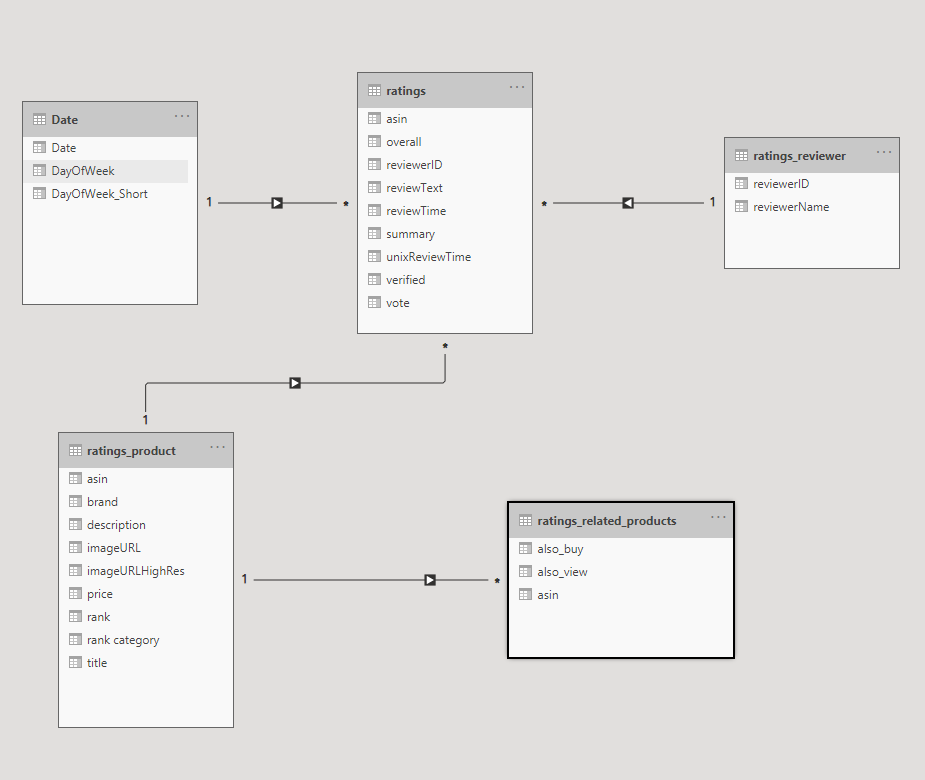 Date
...
Date
DayOfWeek
DayOfWeek_Short
1
*
ratings
...
asin
overall
reviewerID
reviewText
reviewTime
summary
unixReviewTime
verified
vote
*
1
ratings_reviewer
...
reviewerID
reviewerName
*
1
ratings_product
...
asin
brand
description
imageURL
imageURLHighRes
price
rank
rank category
title
1
*
ratings_related_products
...
also_buy
also_view
asin